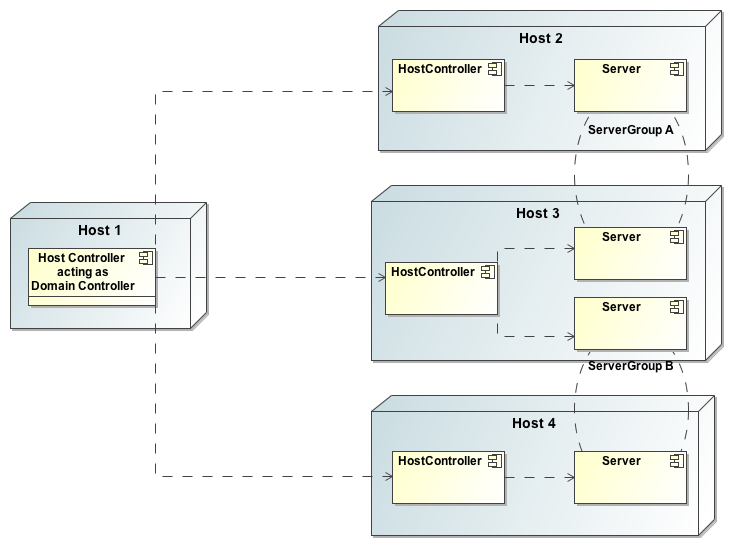 Host 2
HostController
Server
ServerGroup A
Host 1
Host Controller
acting as
Domain Controller
Host 3
Server
HostController
Server
ServerGroup B
Host 4
HostController
Server